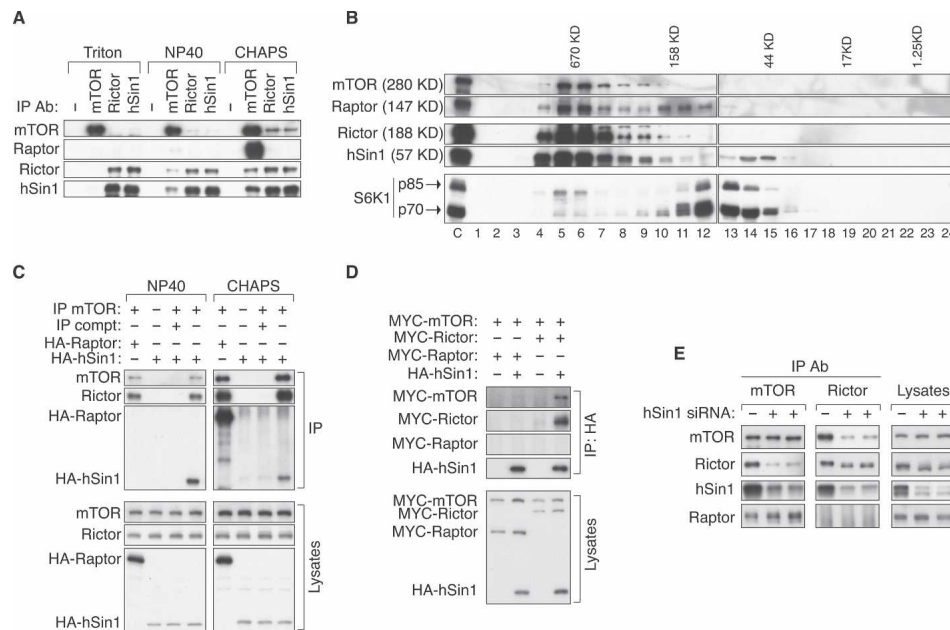 A
Triton NP40 CHAPS
IP Ab: – mTOR Rictor hSin1 – mTOR Rictor hSin1 – mTOR Rictor hSin1
mTOR
Raptor
Rictor
hSin1
B
670 KD 158 KD 44 KD 17KD 1.25KD
mTOR (280 KD)
Raptor (147 KD)
Rictor (188 KD)
hSin1 (57 KD)
S6K1
p85
p70
C 1 2 3 4 5 6 7 8 9 10 11 12 13 14 15 16 17 18 19 20 21 22 23 24
C
NP40 CHAPS
IP mTOR: + – + + + – + +
IP compt: – – + – – – + –
HA-Raptor: + – – – + – – –
HA-hSin1: – + + + – + + +
mTOR
Rictor
HA-Raptor
HA-hSin1
IP
mTOR
Rictor
HA-Raptor
HA-hSin1
Lysates
D
MYC-mTOR: + + + +
MYC-Rictor: – – + +
MYC-Raptor: + + – –
HA-hSin1: – + – +
MYC-mTOR
MYC-Rictor
MYC-Raptor
HA-hSin1
IP: HA
MYC-mTOR
MYC-Rictor
MYC-Raptor
HA-hSin1
Lysates
E
IP Ab
mTOR Rictor Lysates
hSin1 siRNA: – + + – + + – + +
mTOR
Rictor
hSin1
Raptor